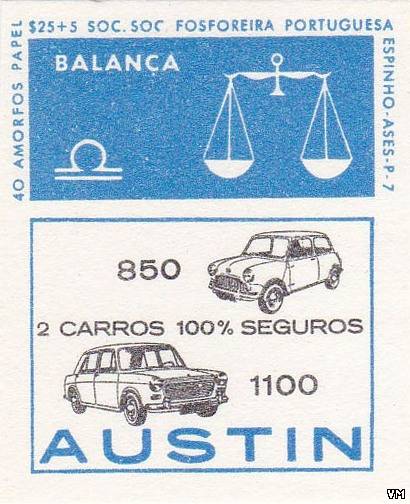 $25+5 SOC. SOC. FOSFOREIRA PORTUGUESA
ESPINHO-ASES-P-7
40 AMORFOS PAPEL
BALANÇA
850
2 CARROS 100% SEGUROS
1100
AUSTIN
VM